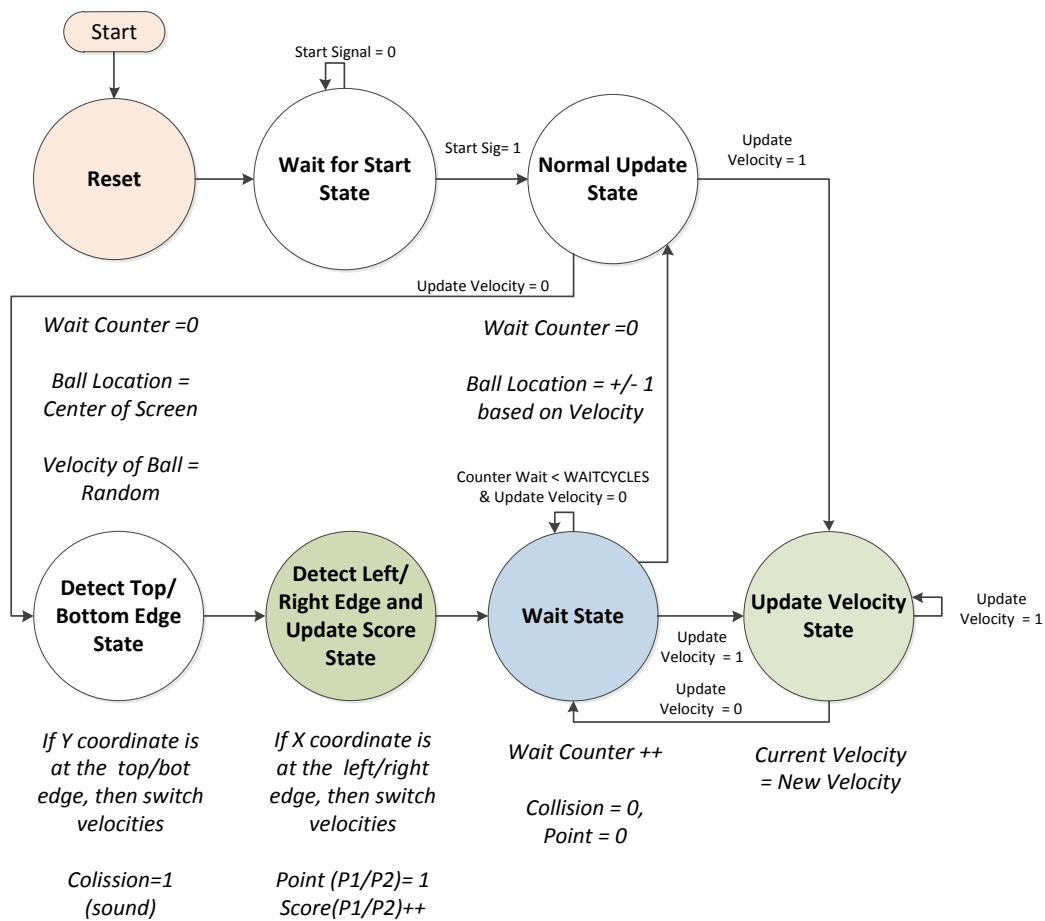 Start
Start Signal = 0
Reset
Wait for Start
State
Start Sig= 1
Normal Update
State
Update
Velocity = 1
Update Velocity = 0
Wait Counter =0
Ball Location =
Center of Screen
Velocity of Ball =
Random
Wait Counter =0
Ball Location = +/- 1
based on Velocity
Counter Wait < WAITCYCLES
& Update Velocity = 0
Detect Top/
Bottom Edge
State
Detect Left/
Right Edge and
Update Score
State
Wait State
Update
Velocity = 1
Update Velocity
State
Update
Velocity = 1
Update
Velocity = 0
If Y coordinate is
at the top/bot
edge, then switch
velocities
Colission=1
(sound)
If X coordinate is
at the left/right
edge, then switch
velocities
Point (P1/P2)= 1
Score(P1/P2)++
Wait Counter ++
Collision = 0,
Point = 0
Current Velocity
= New Velocity